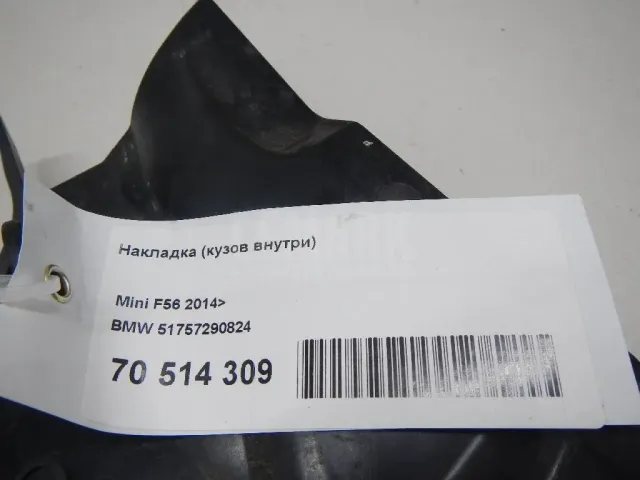 Накладка (кузов внутри)
Mini F56 2014>
BMW 51757290824
70 514 309